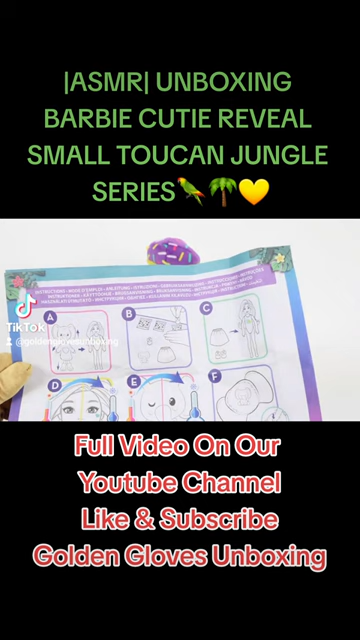 |ASMR| UNBOXING
BARBIE CUTIE REVEAL
SMALL TOUCAN JUNGLE
SERIES🦜🌴💛
A
B
C
D
E
F
TikTok
@goldenglovesunboxing
Full Video On Our
Youtube Channel
Like & Subscribe
Golden Gloves Unboxing